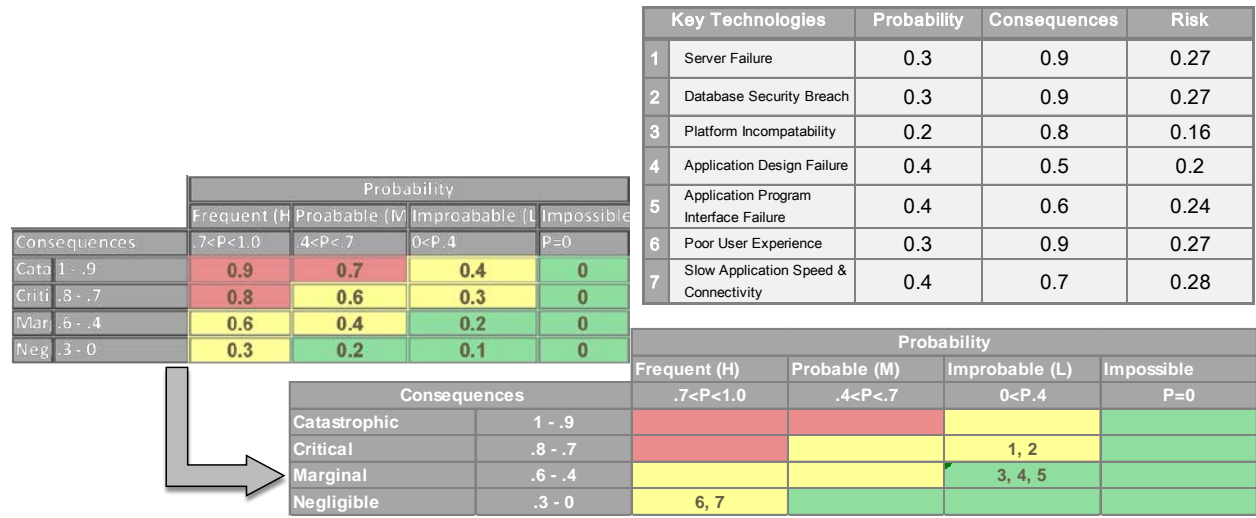 Key Technologies Probability Consequences Risk
1 Server Failure 0.3 0.9 0.27
2 Database Security Breach 0.3 0.9 0.27
3 Platform Incompatability 0.2 0.8 0.16
4 Application Design Failure 0.4 0.5 0.2
5 Application Program
Interface Failure 0.4 0.6 0.24
6 Poor User Experience 0.3 0.9 0.27
7 Slow Application Speed &
Connectivity 0.4 0.7 0.28
Probability
Frequent (H Proabable (M Improabable (L Impossible
Consequences .7<P<1.0 .4<P<.7 0<P.4 P=0
Cata 1 - .9 0.9 0.7 0.4 0
Criti .8 - .7 0.8 0.6 0.3 0
Mar .6 - .4 0.6 0.4 0.2 0
Neg .3 - 0 0.3 0.2 0.1 0
Probability
Frequent (H) Probable (M) Improbable (L) Impossible
Consequences .7<P<1.0 .4<P<.7 0<P.4 P=0
Catastrophic 1 - .9
Critical .8 - .7 1, 2
Marginal .6 - .4 3, 4, 5
Negligible .3 - 0 6, 7